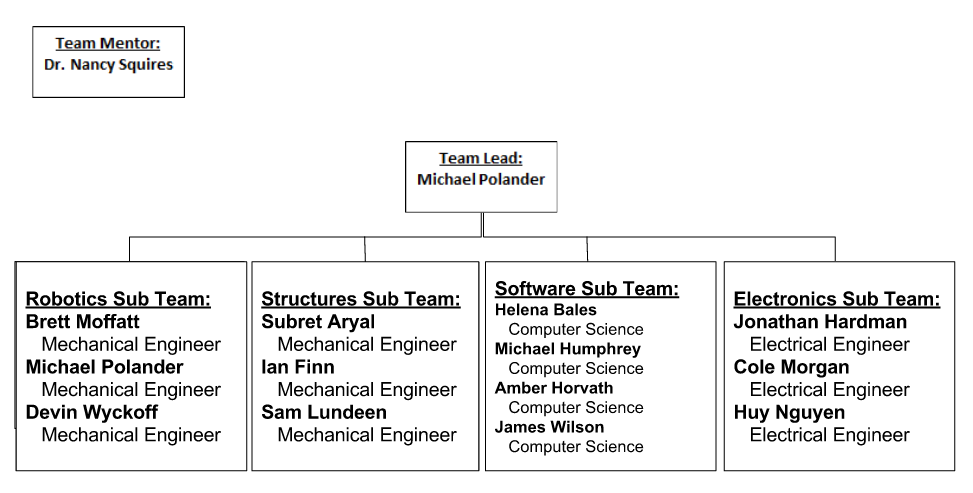 Team Mentor:
Dr. Nancy Squires
Team Lead:
Michael Polander
Robotics Sub Team:
Brett Moffatt
Mechanical Engineer
Michael Polander
Mechanical Engineer
Devin Wyckoff
Mechanical Engineer
Structures Sub Team:
Subret Aryal
Mechanical Engineer
Ian Finn
Mechanical Engineer
Sam Lundeen
Mechanical Engineer
Software Sub Team:
Helena Bales
Computer Science
Michael Humphrey
Computer Science
Amber Horvath
Computer Science
James Wilson
Computer Science
Electronics Sub Team:
Jonathan Hardman
Electrical Engineer
Cole Morgan
Electrical Engineer
Huy Nguyen
Electrical Engineer